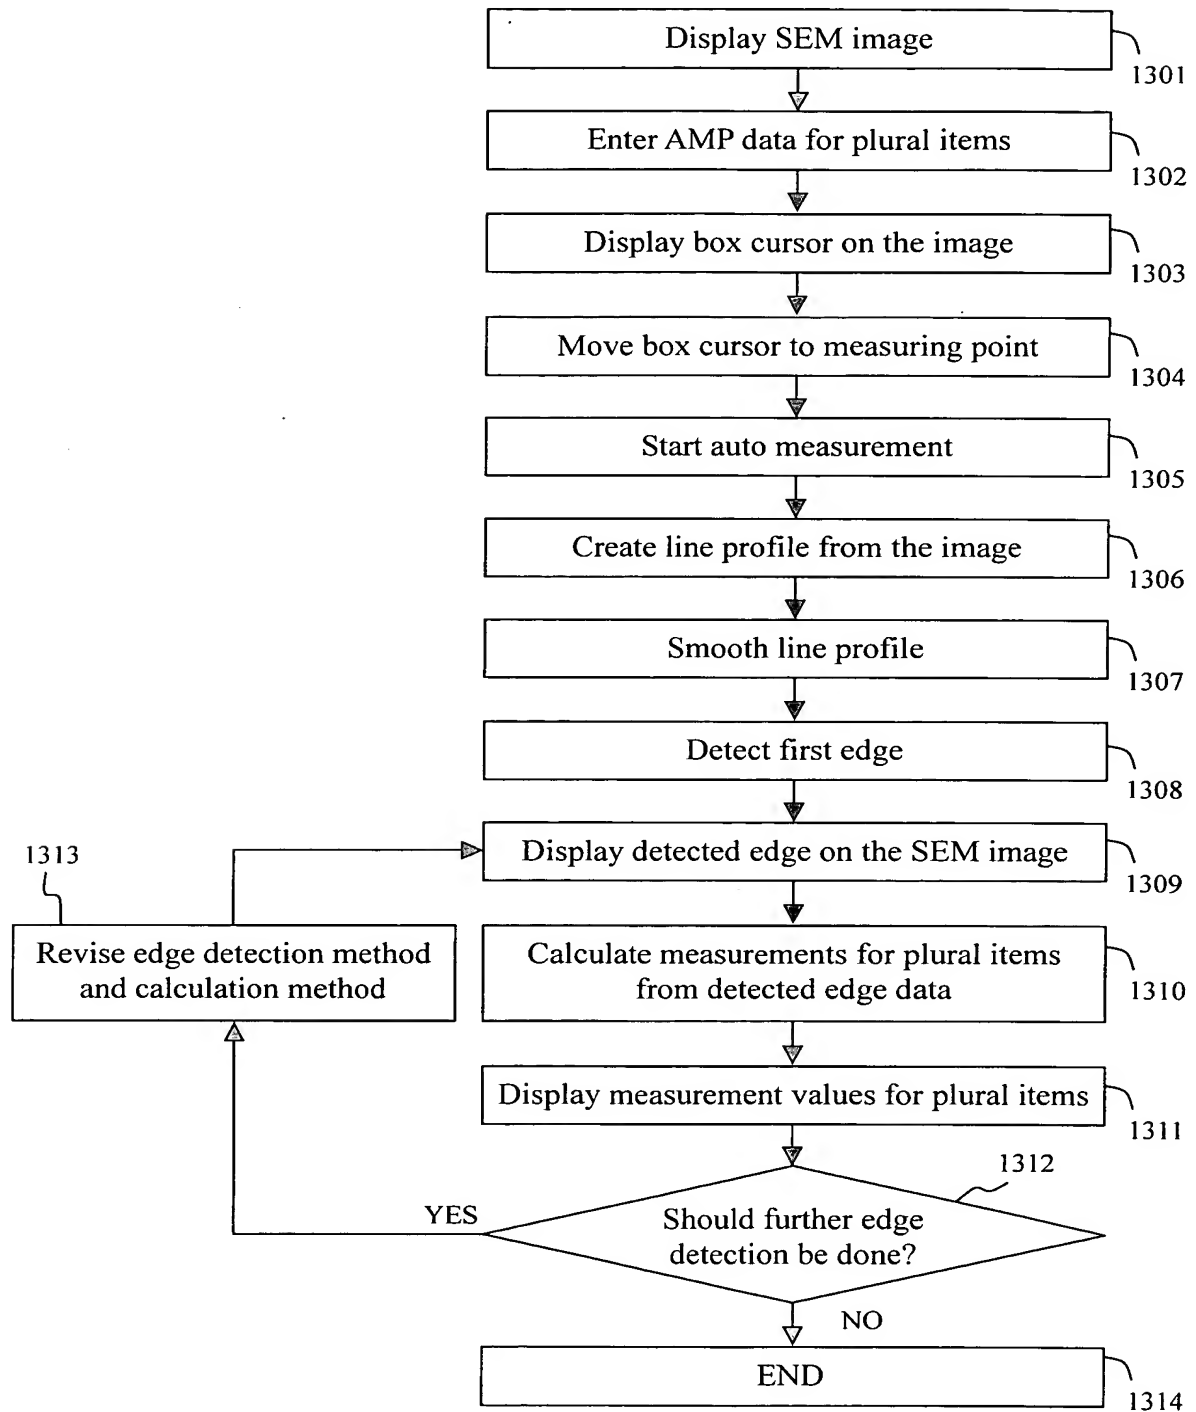 Display SEM image
1301
Enter AMP data for plural items
1302
Display box cursor on the image
1303
Move box cursor to measuring point
1304
Start auto measurement
1305
Create line profile from the image
1306
Smooth line profile
1307
Detect first edge
1308
1313
Display detected edge on the SEM image
1309
Revise edge detection method
and calculation method
Calculate measurements for plural items
from detected edge data
1310
Display measurement values for plural items
1311
1312
YES
Should further edge
detection be done?
NO
END
1314